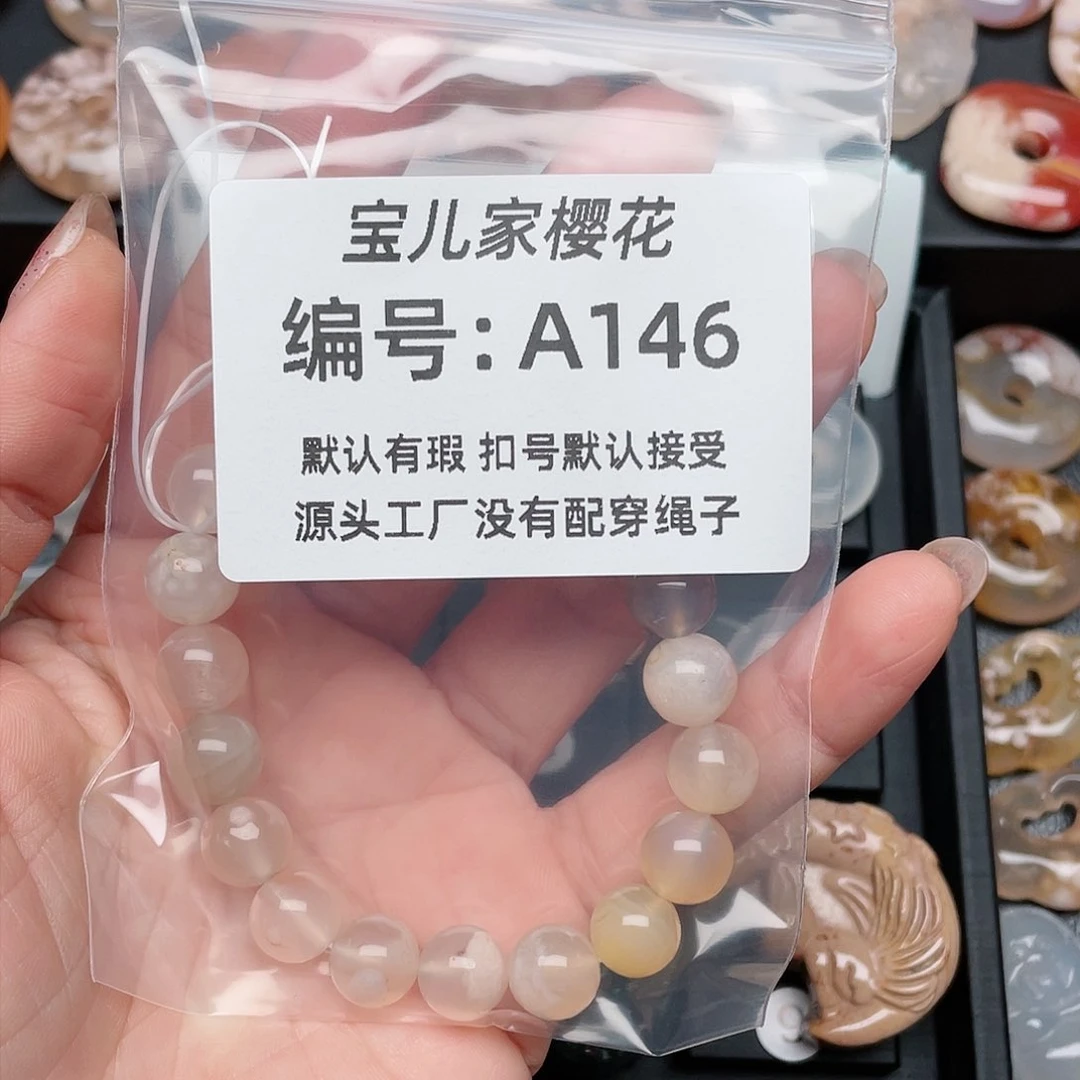 宝儿家樱花
编号：A146
默认有瑕 扣号默认接受
源头工厂没有配穿绳子